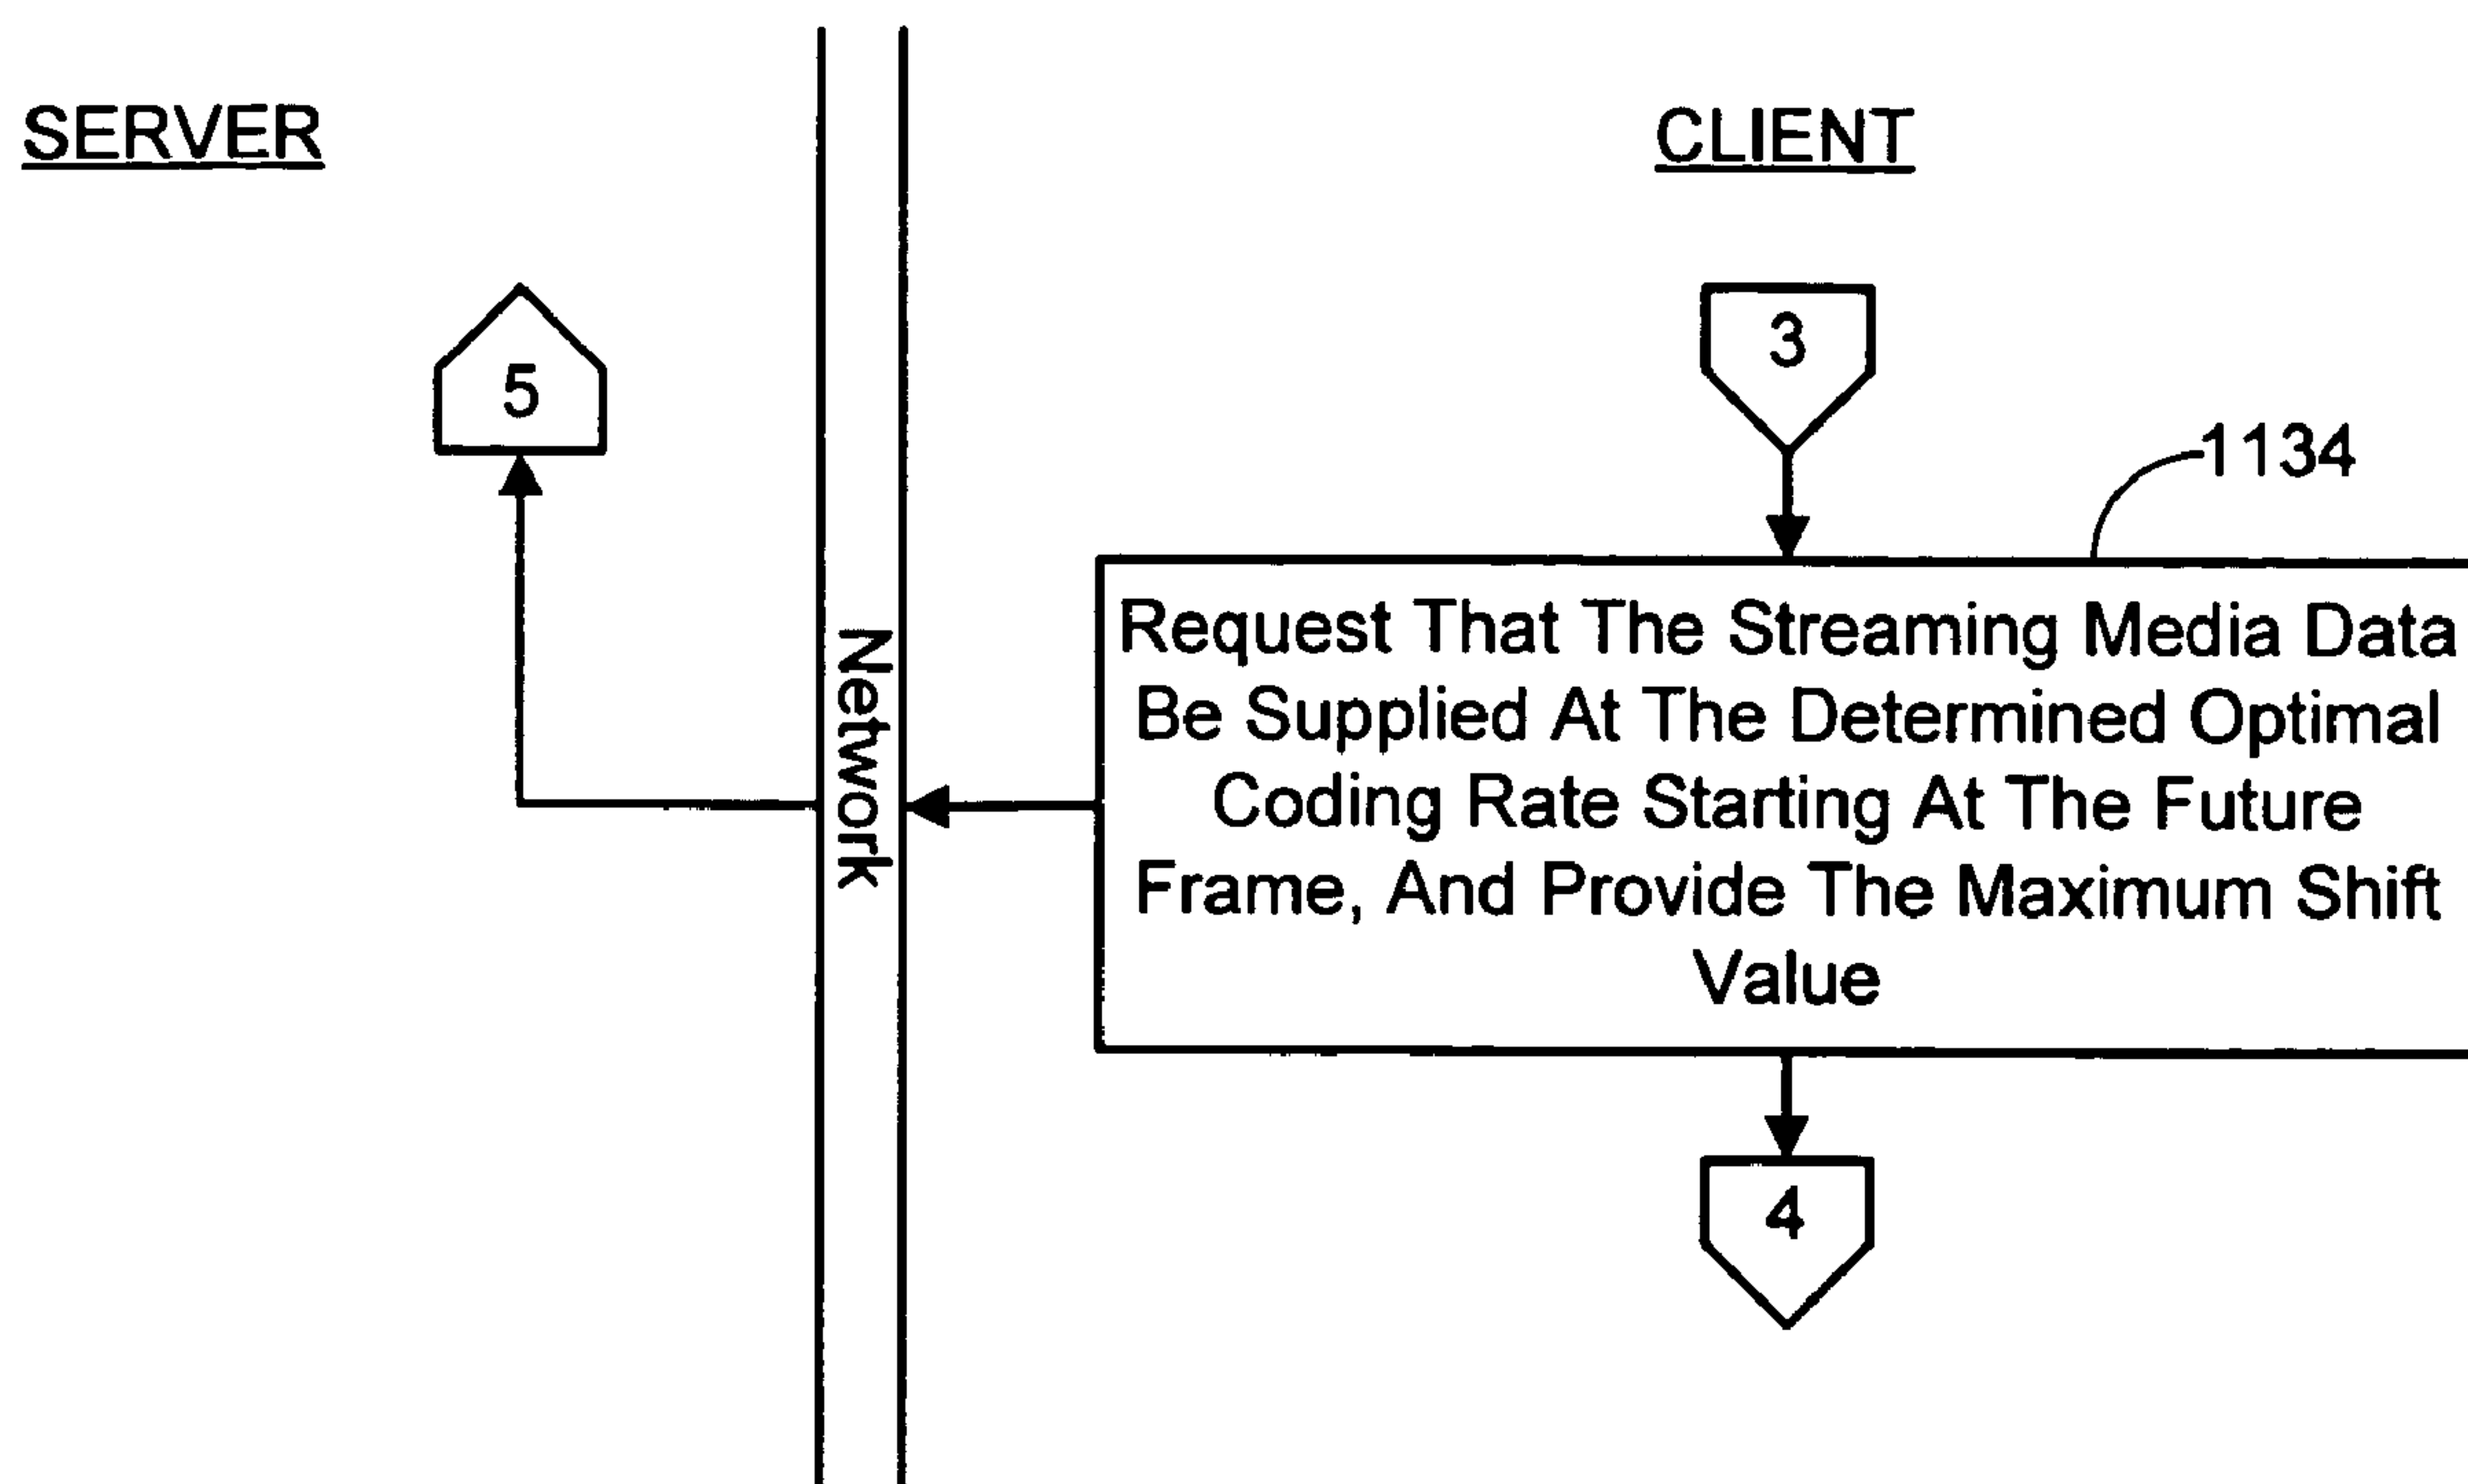 SERVER
CLIENT
5
3
1134
Network
Request That The Streaming Media Data
Be Supplied At The Determined Optimal
Coding Rate Starting At The Future
Frame, And Provide The Maximum Shift
Value
4